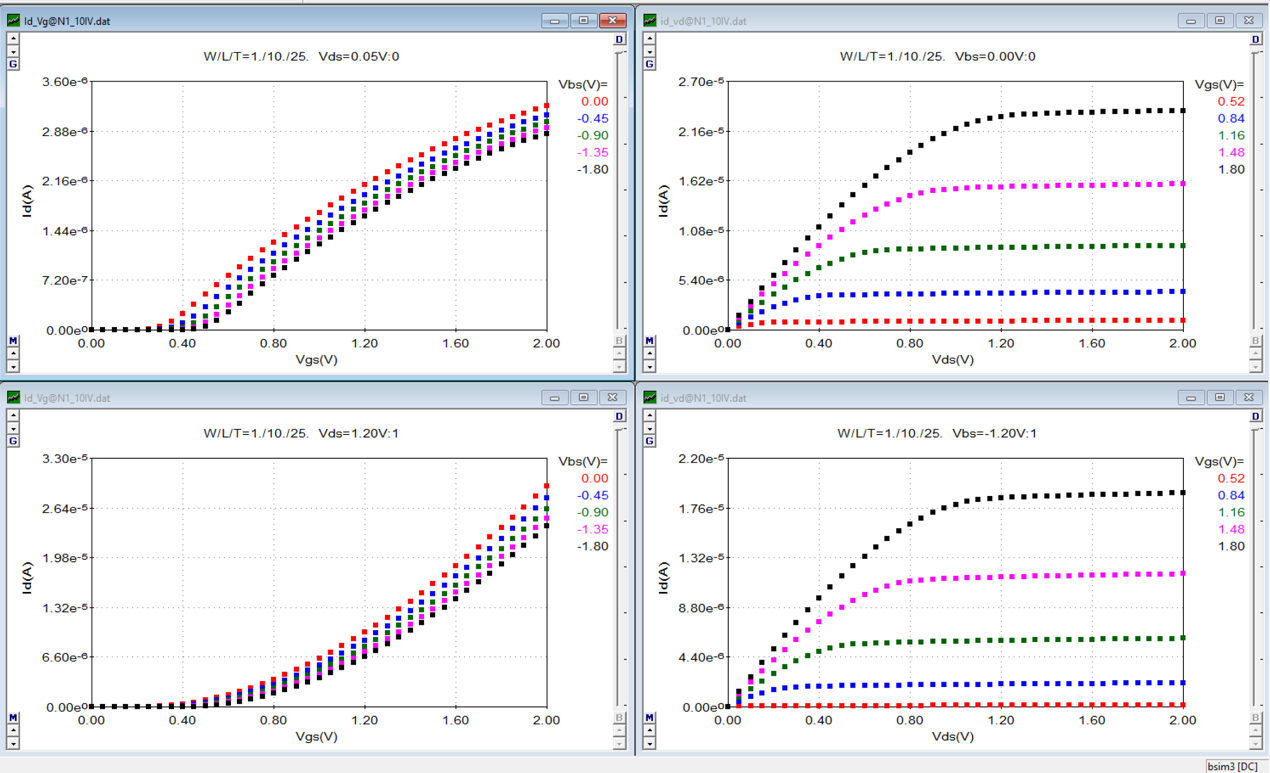 Id_Vg@N1_10IV.dat
W/L/T=1./10./25. Vds=0.05V:0
D
G
M
B
Id(A)
3.60e-6
2.88e-6
2.16e-6
1.44e-6
7.20e-7
0.00e0
0.00 0.40 0.80 1.20 1.60 2.00
Vgs(V)
Vbs(V)=
0.00
-0.45
-0.90
-1.35
-1.80
id_vd@N1_10IV.dat
W/L/T=1./10./25. Vbs=0.00V:0
D
G
M
B
Id(A)
2.70e-5
2.16e-5
1.62e-5
1.08e-5
5.40e-6
0.00e0
0.00 0.40 0.80 1.20 1.60 2.00
Vds(V)
Vgs(V)=
0.52
0.84
1.16
1.48
1.80
Id_Vg@N1_10IV.dat
W/L/T=1./10./25. Vds=1.20V:1
D
G
M
B
Id(A)
3.30e-5
2.64e-5
1.98e-5
1.32e-5
6.60e-6
0.00e0
0.00 0.40 0.80 1.20 1.60 2.00
Vgs(V)
Vbs(V)=
0.00
-0.45
-0.90
-1.35
-1.80
id_vd@N1_10IV.dat
W/L/T=1./10./25. Vbs=-1.20V:1
D
G
M
B
Id(A)
2.20e-5
1.76e-5
1.32e-5
8.80e-6
4.40e-6
0.00e0
0.00 0.40 0.80 1.20 1.60 2.00
Vds(V)
Vgs(V)=
0.52
0.84
1.16
1.48
1.80
bsim3 [DC]